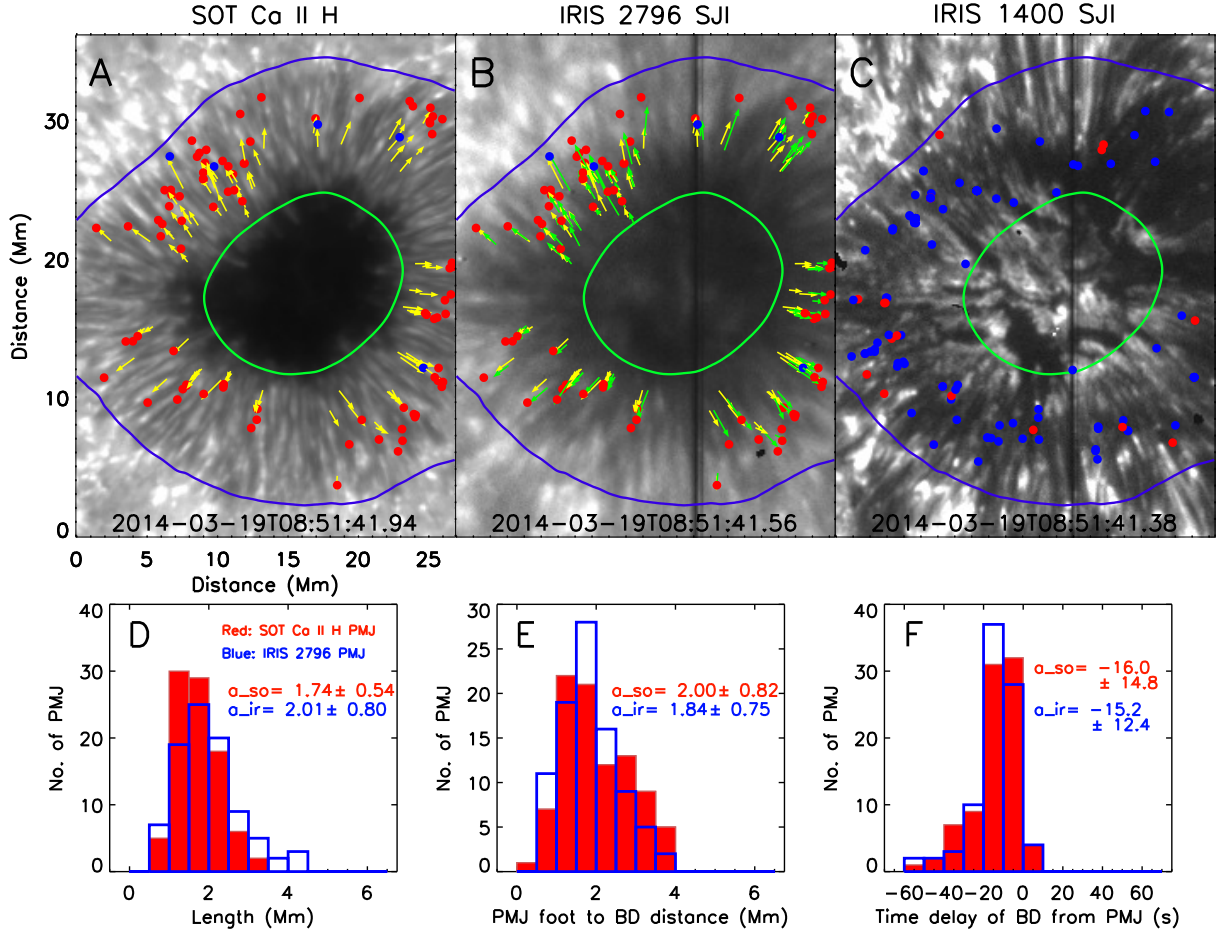 SOT Ca II H
IRIS 2796 SJI
IRIS 1400 SJI
A
B
C
30
20
10
0
Distance (Mm)
2014-03-19T08:51:41.94
2014-03-19T08:51:41.56
2014-03-19T08:51:41.38
0 5 10 15 20 25
Distance (Mm)
D
40
30
20
10
0
No. of PMJ
Red: SOT Ca II H PMJ
Blue: IRIS 2796 PMJ
a_so= 1.74± 0.54
a_ir= 2.01± 0.80
0 2 4 6
Length (Mm)
E
30
25
20
15
10
5
0
No. of PMJ
a_so= 2.00± 0.82
a_ir= 1.84± 0.75
0 2 4 6
PMJ foot to BD distance (Mm)
F
40
30
20
10
0
No. of PMJ
a_so= -16.0
± 14.8
a_ir= -15.2
± 12.4
-60-40-20 0 20 40 60
Time delay of BD from PMJ (s)